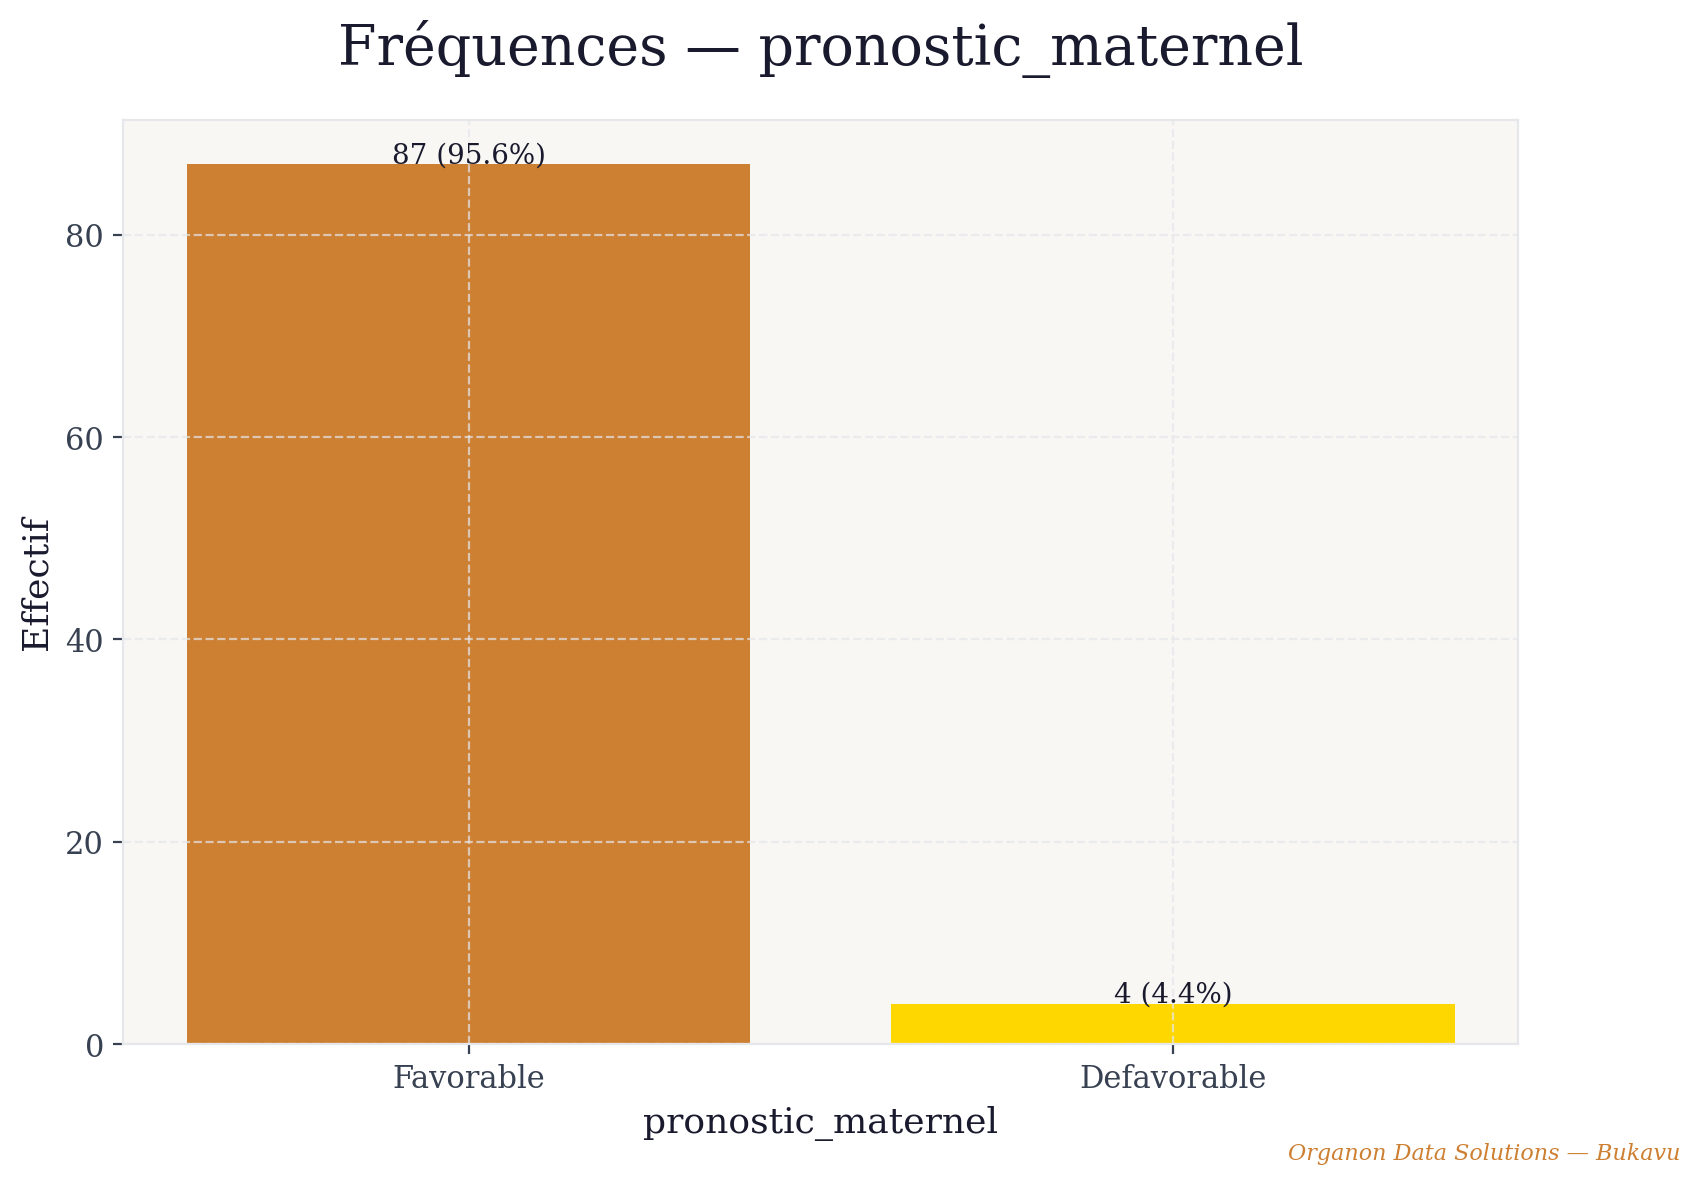 Fréquences — pronostic_maternel
87 (95.6%)
80
60
40
20
0
Effectif
4 (4.4%)
Favorable
Defavorable
pronostic_maternel
Organon Data Solutions — Bukavu